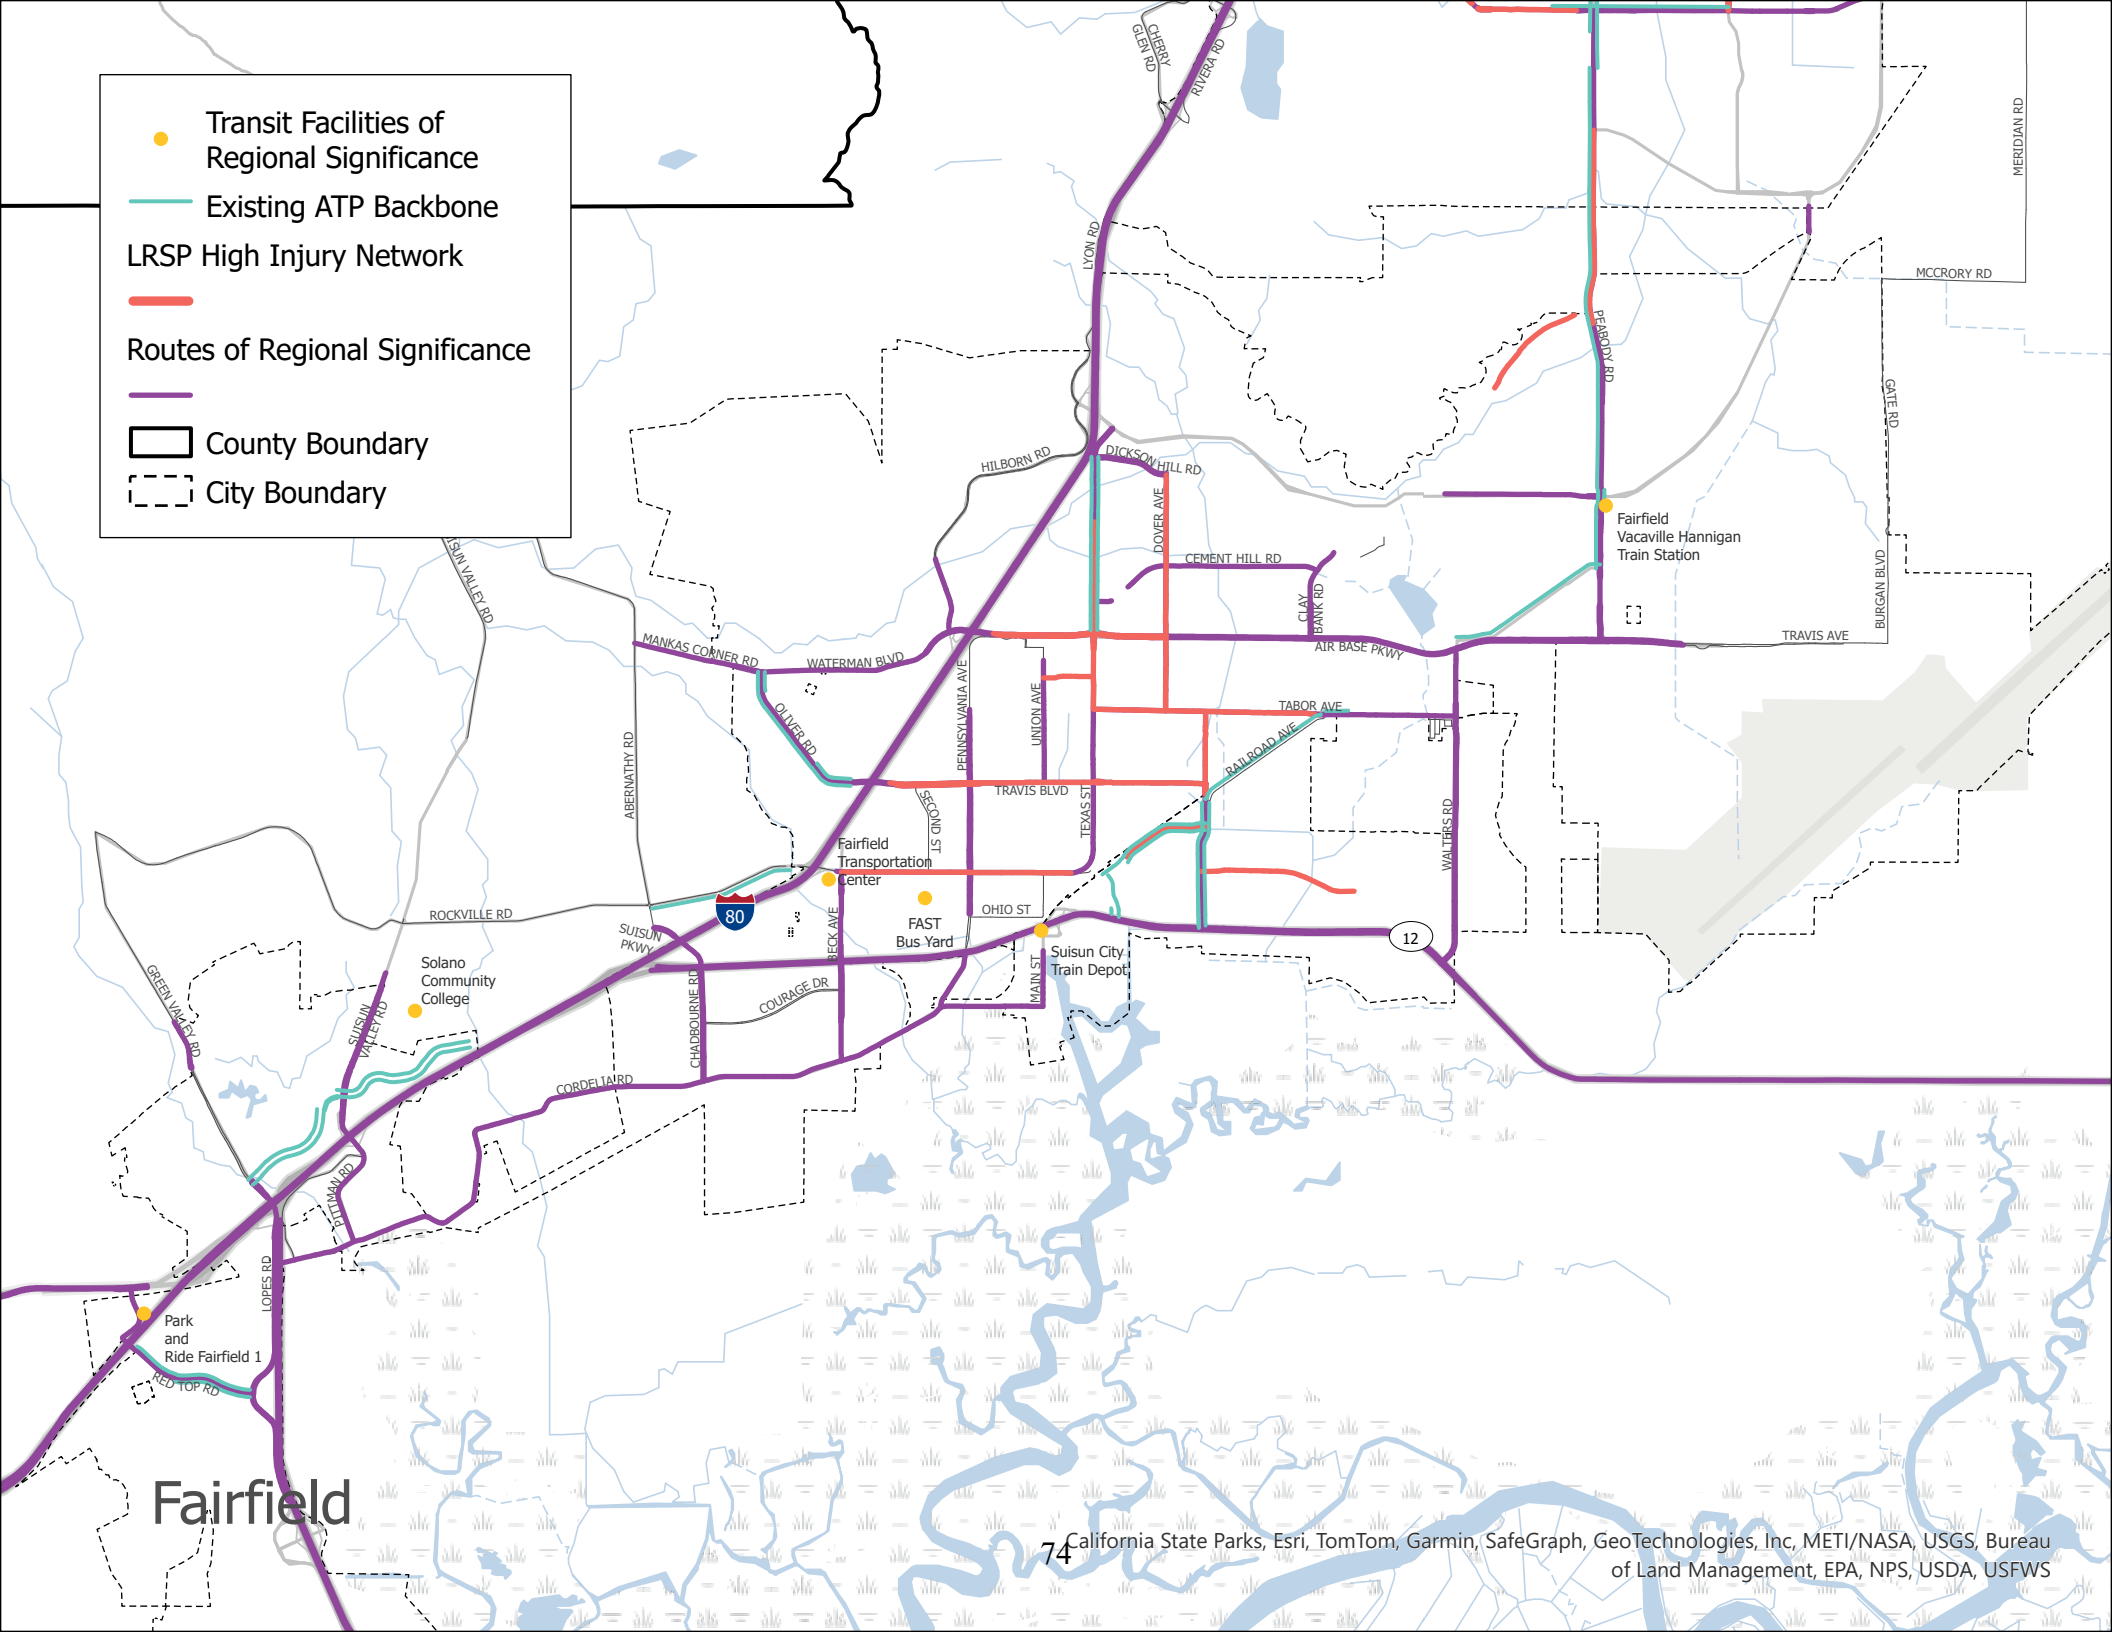 Transit Facilities of
Regional Significance
Existing ATP Backbone
LRSP High Injury Network
Routes of Regional Significance
County Boundary
City Boundary
CHERRY
GLEN RD
RIVERA RD
MERIDIAN RD
LYON RD
MCCRORY RD
PEABODY RD
GATE RD
HILBORN RD
DICKSON HILL RD
DOVER AVE
Fairfield
Vacaville Hannigan
Train Station
ISUN VALLEY RD
CEMENT HILL RD
CLAY
BANK RD
BURGAN BLVD
MANKAS CORNER RD
WATERMAN BLVD
AIR BASE PKWY
TRAVIS AVE
PENNSYLVANIA AVE
UNION AVE
OLIVER RD
TABOR AVE
RAILROAD AVE
ABERNATHY RD
TRAVIS BLVD
SECOND ST
TEXAS ST
WALTERS RD
Fairfield
Transportation
Center
80
ROCKVILLE RD
FAST
Bus Yard
OHIO ST
BECK AVE
SUISUN
PKWY
12
Suisun City
Train Depot
MAIN ST
Solano
Community
College
GREEN VALLEY RD
SUISUN
VALLEY RD
CHADBOURNE RD
COURAGE DR
CORDELIA RD
PITTMAN RD
LOPES RD
Park
and
Ride Fairfield 1
RED TOP RD
Fairfield
74
California State Parks, Esri, TomTom, Garmin, SafeGraph, GeoTechnologies, Inc, METI/NASA, USGS, Bureau
of Land Management, EPA, NPS, USDA, USFWS